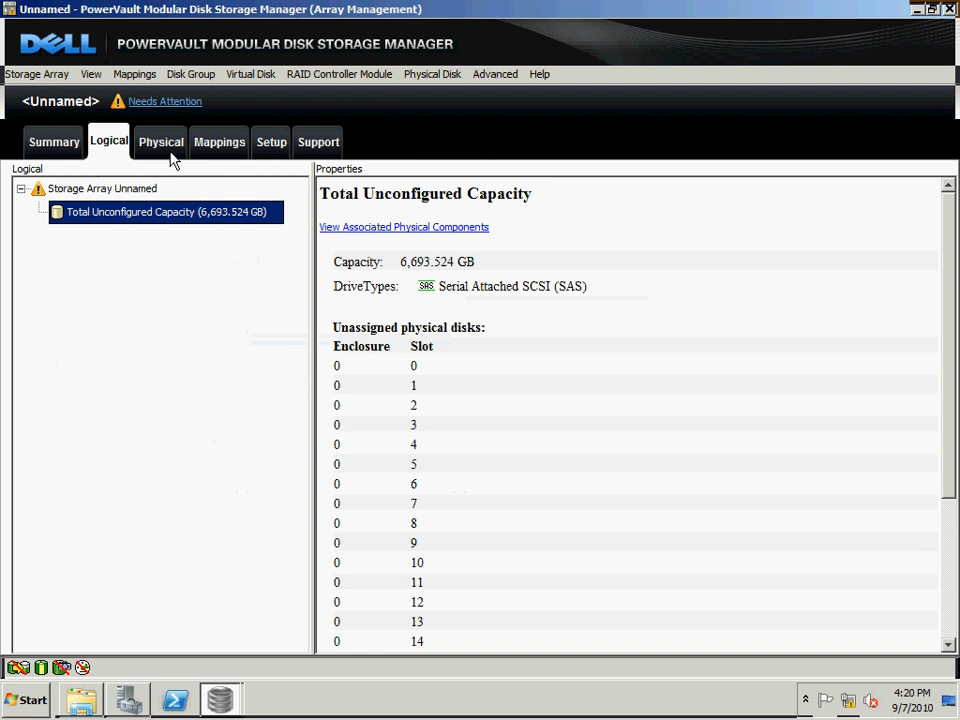 Unnamed - PowerVault Modular Disk Storage Manager (Array Management)
DELL POWERVAULT MODULAR DISK STORAGE MANAGER
Storage Array View Mappings Disk Group Virtual Disk RAID Controller Module Physical Disk Advanced Help
<Unnamed> Needs Attention
Summary Logical Physical Mappings Setup Support
Logical
Storage Array Unnamed
Total Unconfigured Capacity (6,693.524 GB)
Properties
Total Unconfigured Capacity
View Associated Physical Components
Capacity: 6,693.524 GB
DriveTypes: SAS Serial Attached SCSI (SAS)
Unassigned physical disks:
Enclosure Slot
0 0
0 1
0 2
0 3
0 4
0 5
0 6
0 7
0 8
0 9
0 10
0 11
0 12
0 13
0 14
Start
4:20 PM
9/7/2010